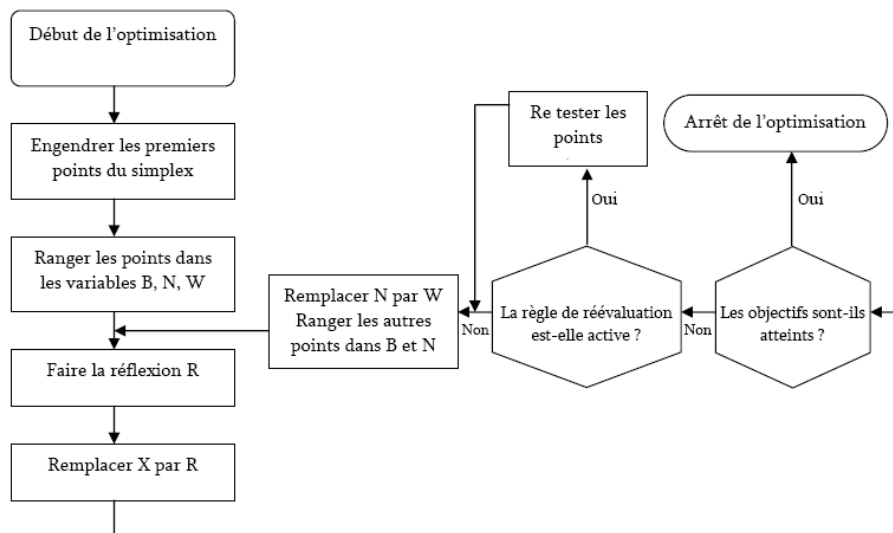 Début de l'optimisation
Engendrer les premiers
points du simplex
Ranger les points dans
les variables B, N, W
Faire la réflexion R
Remplacer X par R
Remplacer N par W
Ranger les autres
points dans B et N
Non
Re tester les
points
Oui
La règle de réévaluation
est-elle active ?
Non
Arrêt de l'optimisation
Oui
Les objectifs sont-ils
atteints ?